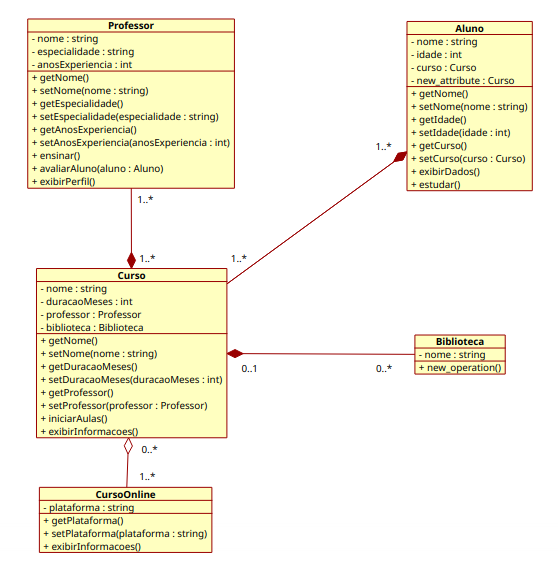 Professor
- nome : string
- especialidade : string
- anosExperiencia : int
+ getNome()
+ setNome(nome : string)
+ getEspecialidade()
+ setEspecialidade(especialidade : string)
+ getAnosExperiencia()
+ setAnosExperiencia(anosExperiencia : int)
+ ensinar()
+ avaliarAluno(aluno : Aluno)
+ exibirPerfil()
Aluno
- nome : string
- idade : int
- curso : Curso
- new_attribute : Curso
+ getNome()
+ setNome(nome : string)
+ getIdade()
+ setIdade(idade : int)
+ getCurso()
+ setCurso(curso : Curso)
+ exibirDados()
+ estudar()
1..*
1..*
1..*
1..*
Curso
- nome : string
- duracaoMeses : int
- professor : Professor
- biblioteca : Biblioteca
+ getNome()
+ setNome(nome : string)
+ getDuracaoMeses()
+ setDuracaoMeses(duracaoMeses : int)
+ getProfessor()
+ setProfessor(professor : Professor)
+ iniciarAulas()
+ exibirInformacoes()
Biblioteca
- nome : string
+ new_operation()
0..1
0..*
0..*
1..*
CursoOnline
- plataforma : string
+ getPlataforma()
+ setPlataforma(plataforma : string)
+ exibirInformacoes()